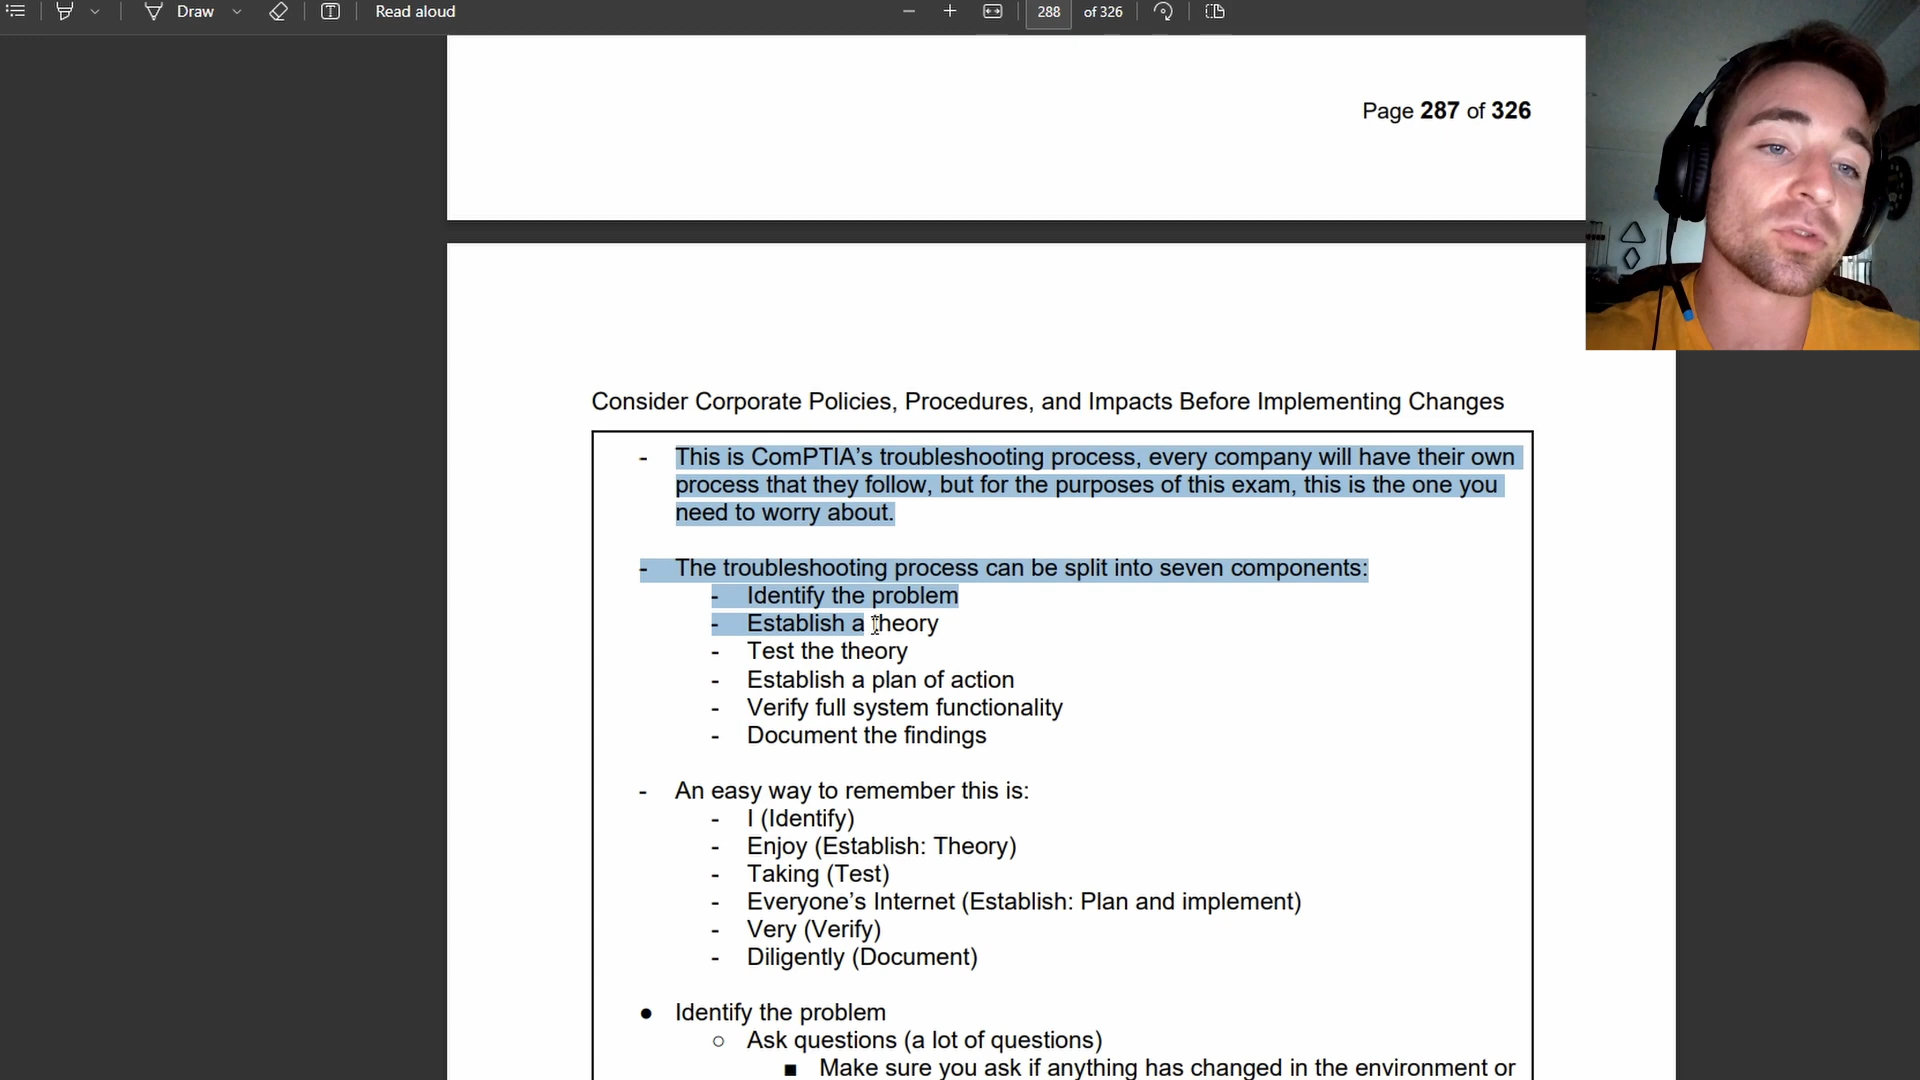 Draw
Read aloud
288 of 326
Page 287 of 326
Consider Corporate Policies, Procedures, and Impacts Before Implementing Changes
- This is ComPTIA’s troubleshooting process, every company will have their own
process that they follow, but for the purposes of this exam, this is the one you
need to worry about.
- The troubleshooting process can be split into seven components:
- Identify the problem
- Establish a theory
- Test the theory
- Establish a plan of action
- Verify full system functionality
- Document the findings
- An easy way to remember this is:
- I (Identify)
- Enjoy (Establish: Theory)
- Taking (Test)
- Everyone’s Internet (Establish: Plan and implement)
- Very (Verify)
- Diligently (Document)
● Identify the problem
○ Ask questions (a lot of questions)
■ Make sure you ask if anything has changed in the environment or